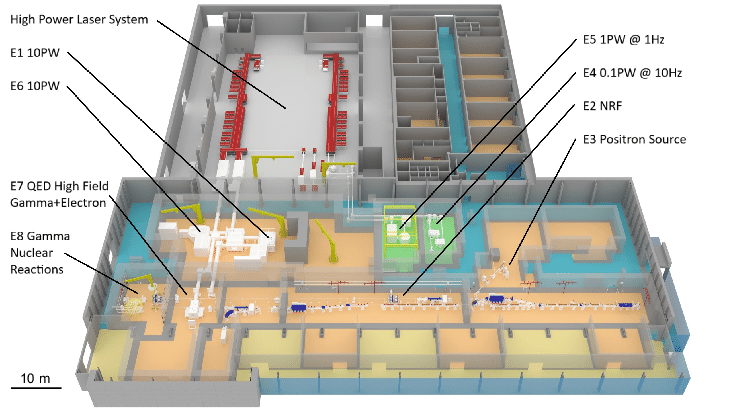 High Power Laser System
E1 10PW
E6 10PW
E7 QED High Field
Gamma+Electron
E8 Gamma
Nuclear
Reactions
10 m
E5 1PW @ 1Hz
E4 0.1PW @ 10Hz
E2 NRF
E3 Positron Source